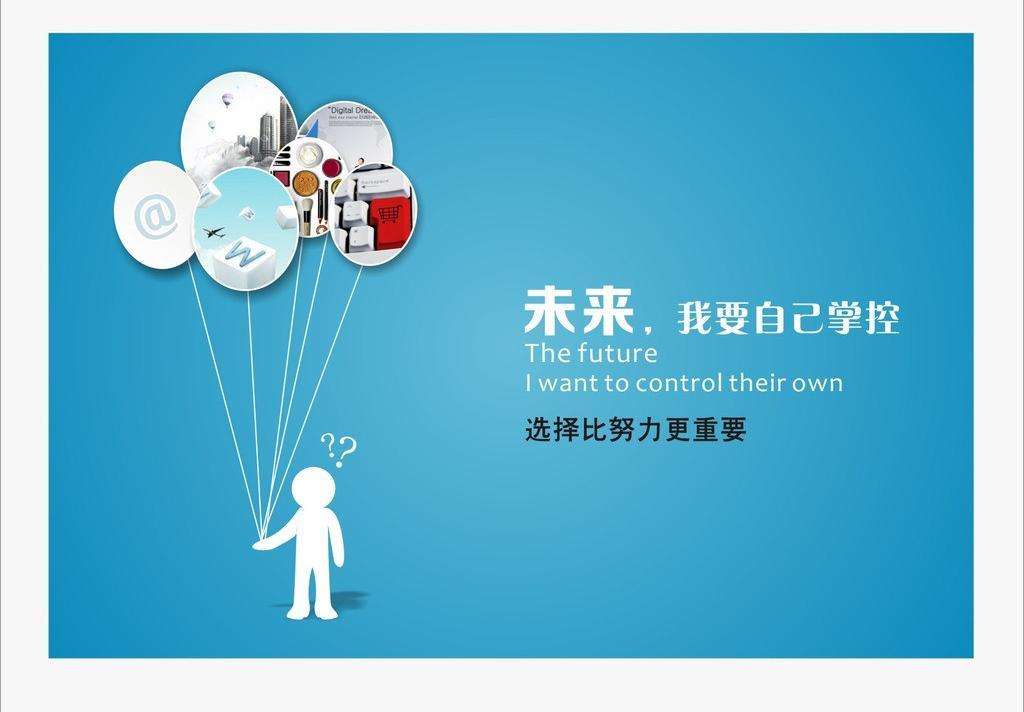 "Digital Drea
@
W
Backspace
??
未来，我要自己掌控
The future
I want to control their own
选择比努力更重要